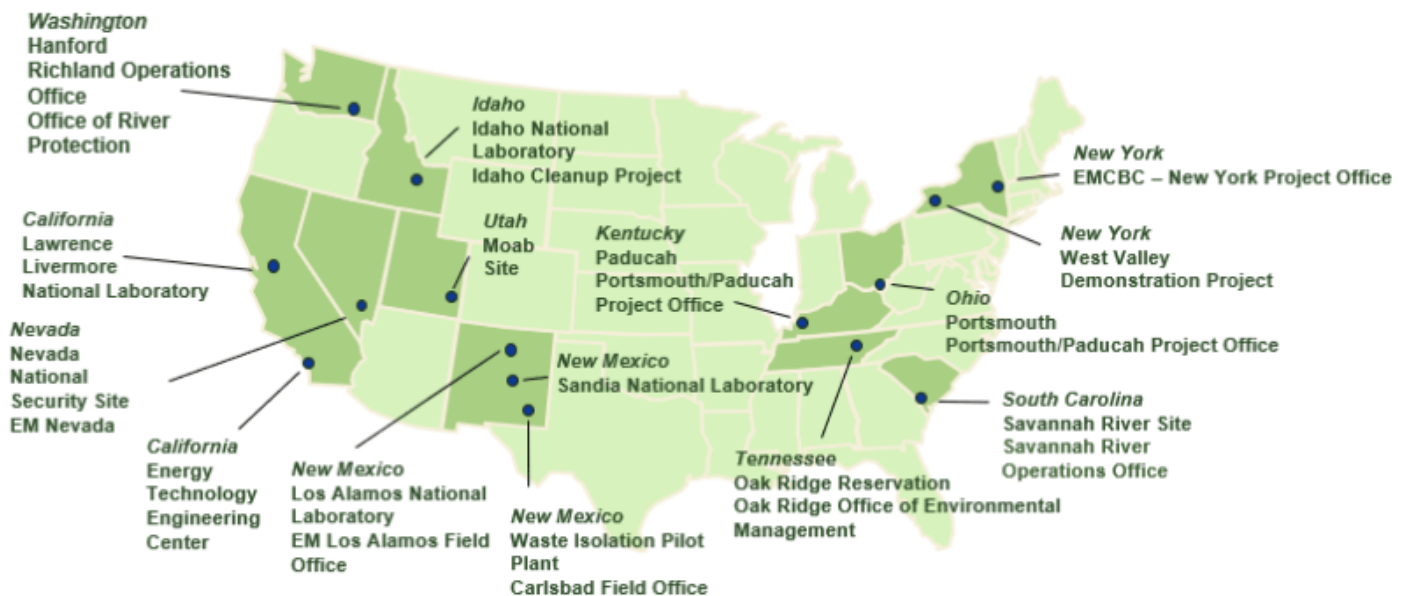 Washington
Hanford
Richland Operations
Office
Office of River
Protection
Idaho
Idaho National
Laboratory
Idaho Cleanup Project
New York
EMCBC – New York Project Office
California
Lawrence
Livermore
National Laboratory
Utah
Moab
Site
Kentucky
Paducah
Portsmouth/Paducah
Project Office
New York
West Valley
Demonstration Project
Ohio
Portsmouth
Portsmouth/Paducah Project Office
Nevada
Nevada
National
Security Site
EM Nevada
New Mexico
Sandia National Laboratory
South Carolina
Savannah River Site
Savannah River
Operations Office
California
Energy
Technology
Engineering
Center
New Mexico
Los Alamos National
Laboratory
EM Los Alamos Field
Office
New Mexico
Waste Isolation Pilot
Plant
Carlsbad Field Office
Tennessee
Oak Ridge Reservation
Oak Ridge Office of Environmental
Management